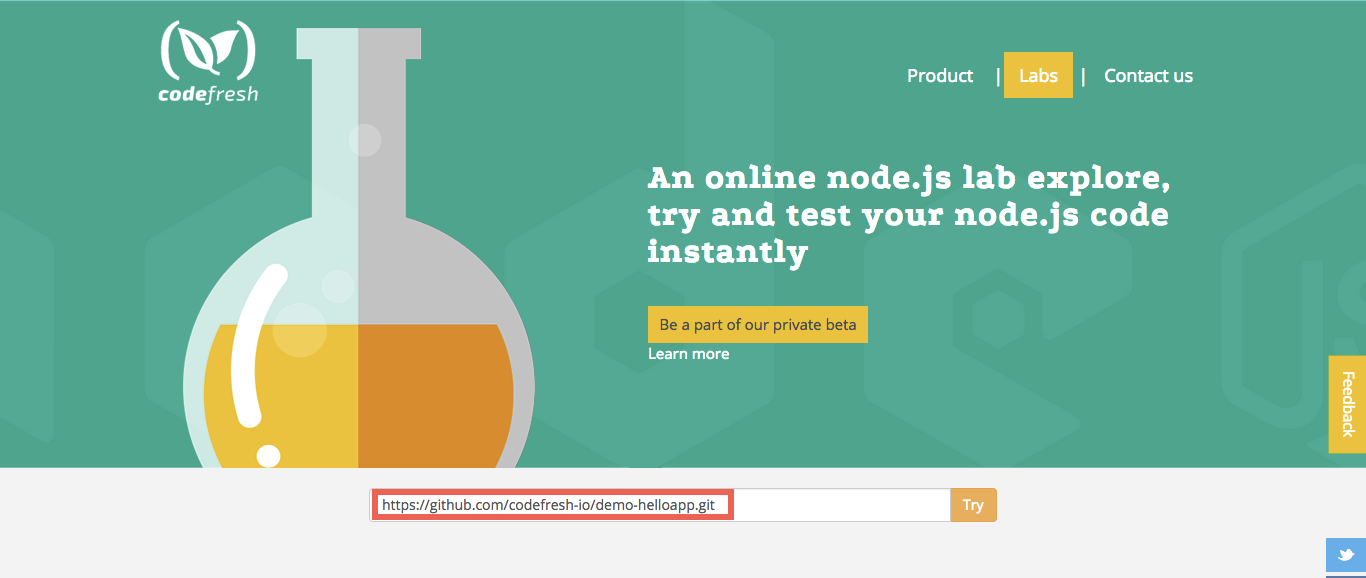 codefresh
Product | Labs | Contact us
An online node.js lab explore,
try and test your node.js code
instantly
Be a part of our private beta
Learn more
Feedback
https://github.com/codefresh-io/demo-helloapp.git Try